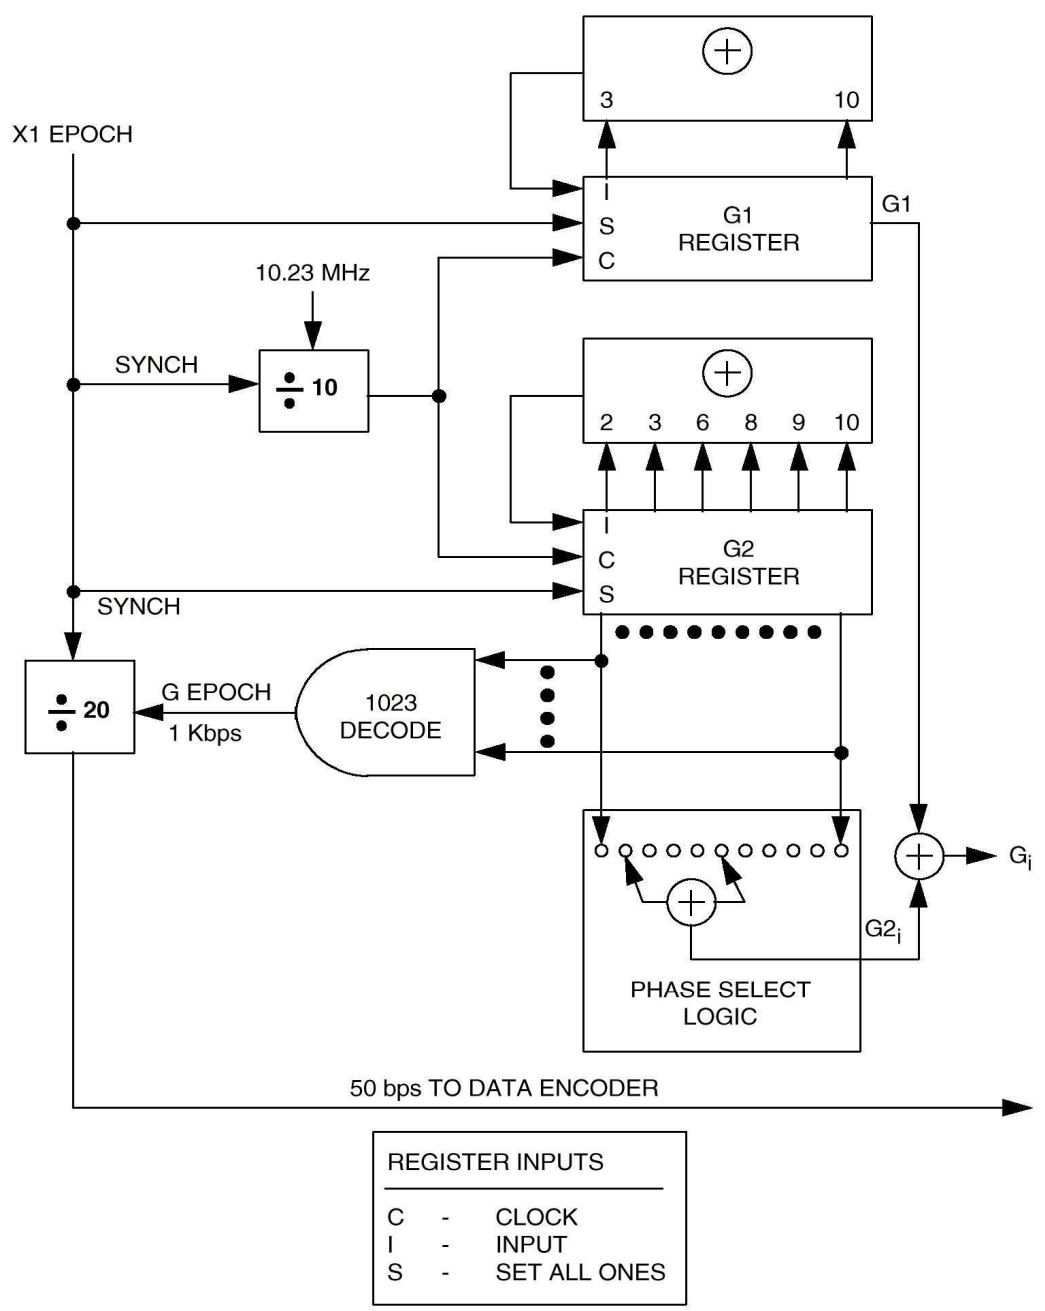 3 10
X1 EPOCH
I
G1
S
G1
REGISTER
C
10.23 MHz
SYNCH
÷ 10
2 3 6 8 9 10
I
G2
C
REGISTER
S
SYNCH
G EPOCH
÷ 20
1 Kbps
1023
DECODE
Gi
G2i
PHASE SELECT
LOGIC
50 bps TO DATA ENCODER
REGISTER INPUTS
C - CLOCK
I - INPUT
S - SET ALL ONES